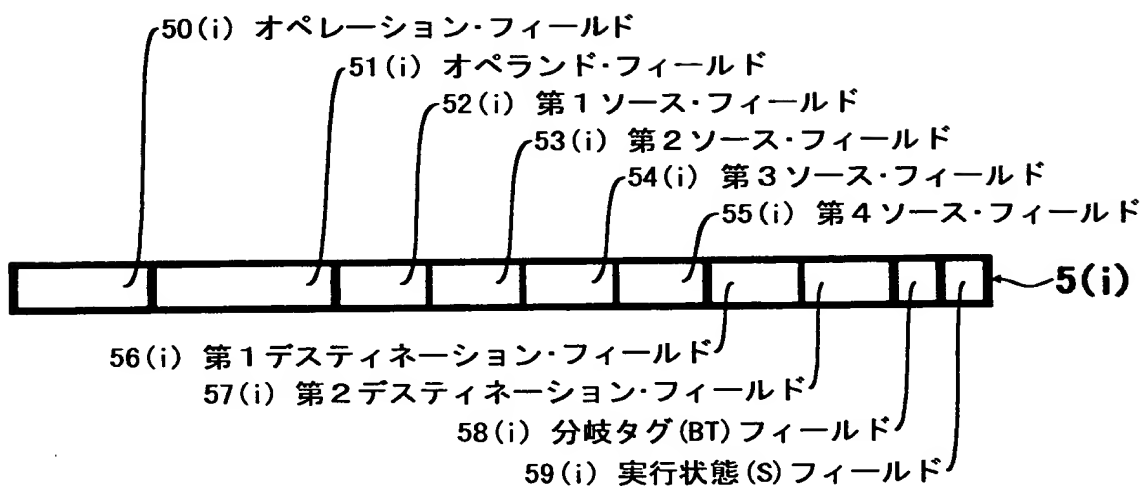 50(i) オペレーション·フィールド
51(i) オペランド·フィールド
52(i) 第1ソース·フィールド
53(i) 第2ソース·フィールド
54(i) 第3ソース·フィールド
55(i) 第4ソース·フィールド
5(i)
56(i) 第1デスティネーション·フィールド
57(i) 第2デスティネーション·フィールド
58(i) 分岐タグ(BT)フィールド
59(i) 実行状態(S)フィールド